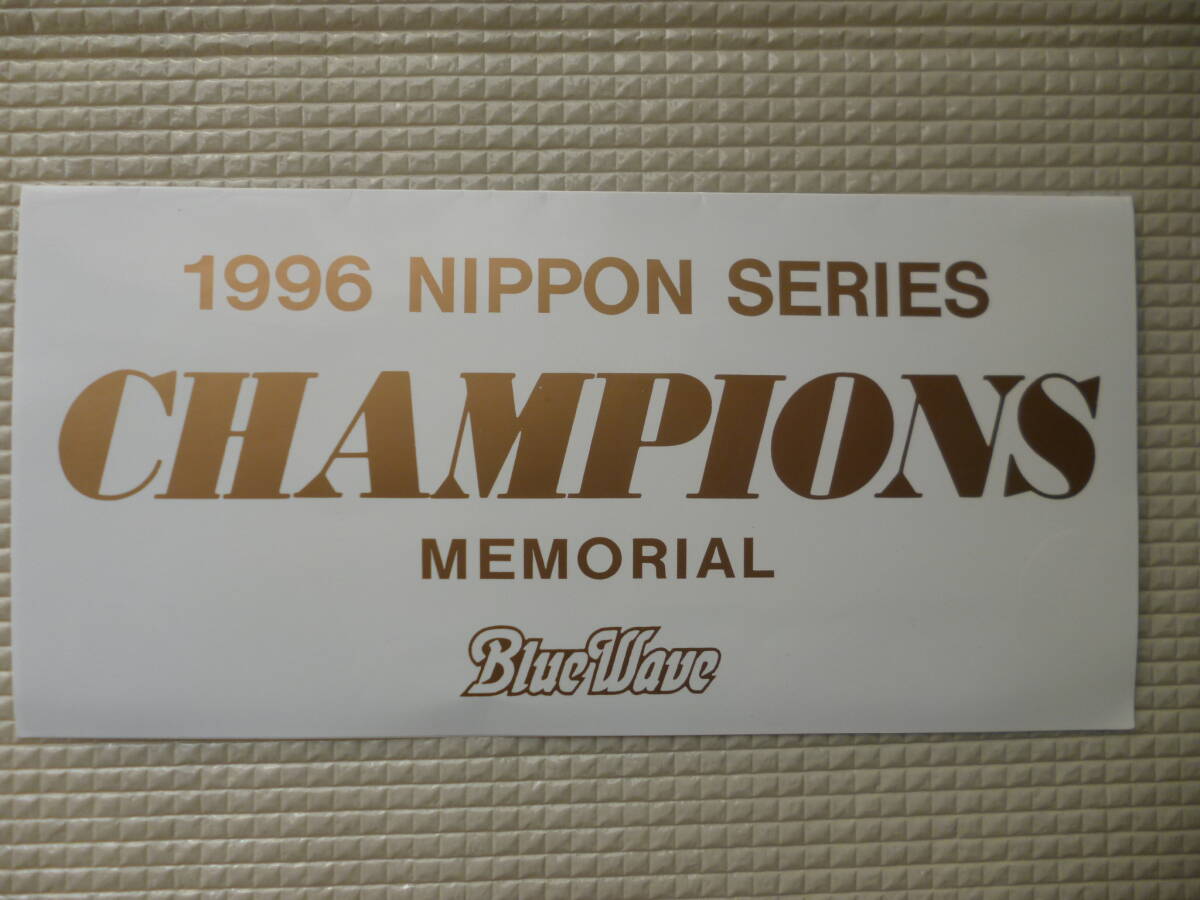 1996 NIPPON SERIES
CHAMPIONS
MEMORIAL
BlueWave